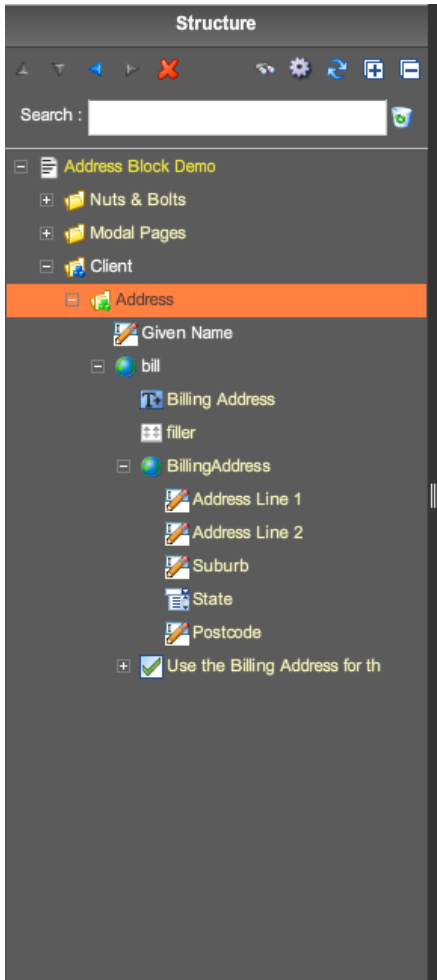 Structure
Search :
Address Block Demo
Nuts & Bolts
Modal Pages
Client
Address
Given Name
bill
Billing Address
filler
BillingAddress
Address Line 1
Address Line 2
Suburb
State
Postcode
Use the Billing Address for th